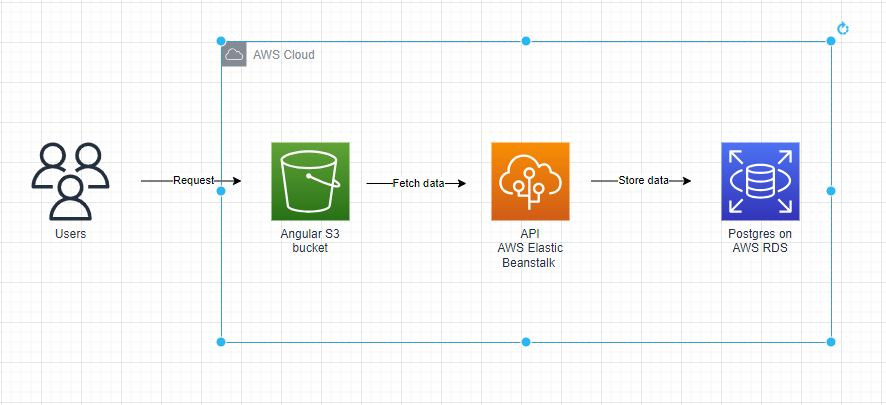 AWS Cloud
Request
Fetch data
Store data
Users
Angular S3
bucket
API
AWS Elastic
Beanstalk
Postgres on
AWS RDS